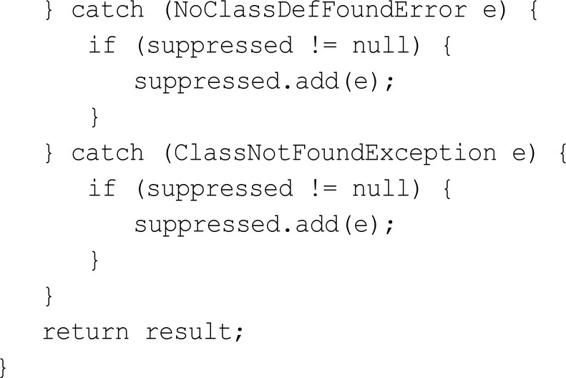 } catch (NoClassDefFoundError e) {
if (suppressed != null) {
suppressed.add(e);
}
} catch (ClassNotFoundException e) {
if (suppressed != null) {
suppressed.add(e);
}
}
return result;
}